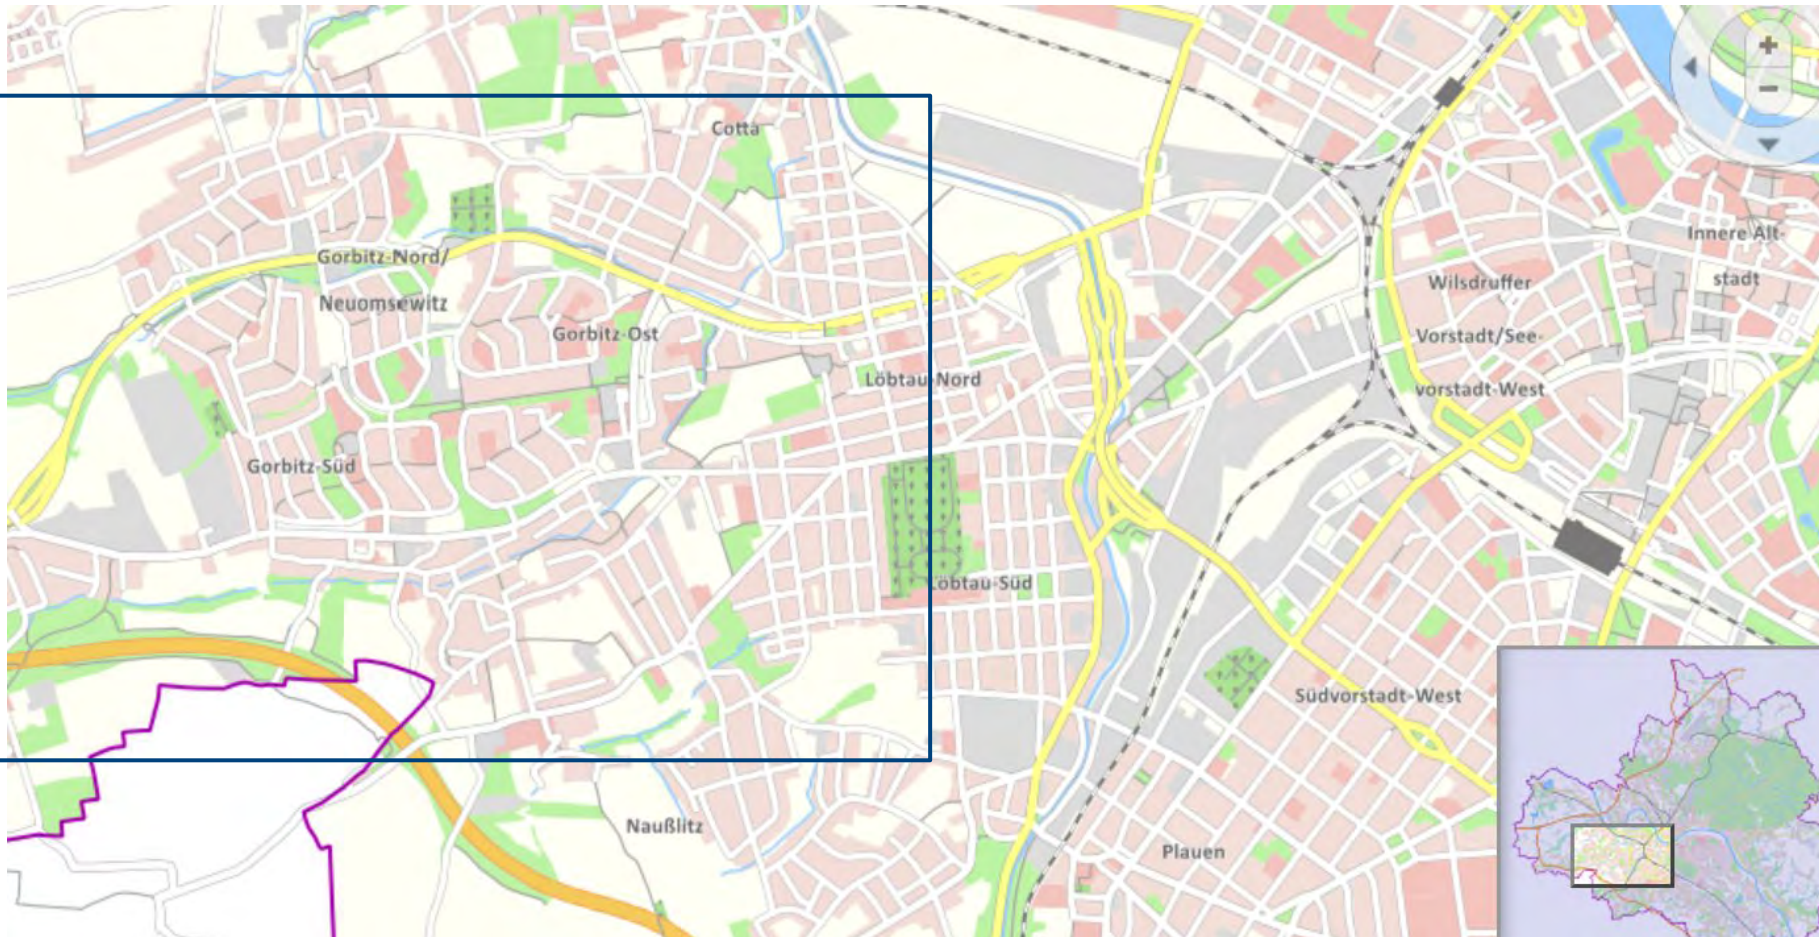 Cotta
Gorbitz-Nord/
Neuomsewitz
Gorbitz-Ost
Löbtau-Nord
Gorbitz-Süd
Löbtau-Süd
Naußlitz
Innere Alt-
stadt
Wilsdruffer
Vorstadt/See-
vorstadt-West
Südvorstadt-West
Plauen
+
−